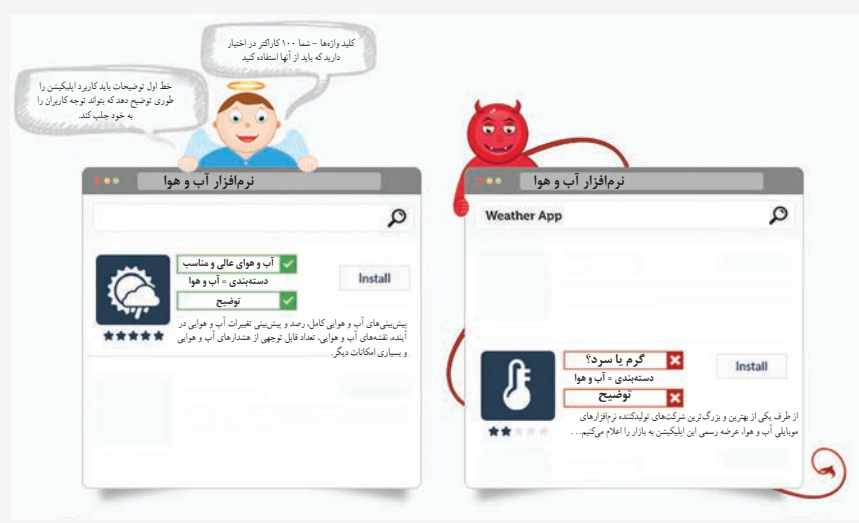 کلید واژه‌ها – شما ۱۰۰ کاراکتر در اختیار
دارید که باید از آنها استفاده کنید
خط اول توضیحات باید کاربرد اپلیکیشن را
طوری توضیح دهد که بتواند توجه کاربران را
به خود جلب کند.
نرم‌افزار آب و هوا
آب و هوای عالی و مناسب
دسته‌بندی = آب و هوا
توضیح
Install
پیش‌بینی‌های آب و هوایی کامل، رصد و پیش‌بینی تغییرات آب و هوایی در
آینده، نقشه‌های آب و هوایی، تعداد قابل توجهی از هشدارهای آب و هوایی
و بسیاری امکانات دیگر.
نرم‌افزار آب و هوا
Weather App
گرم یا سرد؟
دسته‌بندی = آب و هوا
توضیح
Install
از طرف یکی از بهترین و بزرگ‌ترین شرکت‌های تولیدکننده نرم‌افزارهای
موبایلی آب و هوا، عرضه رسمی این اپلیکیشن به بازار را اعلام می‌کنیم...